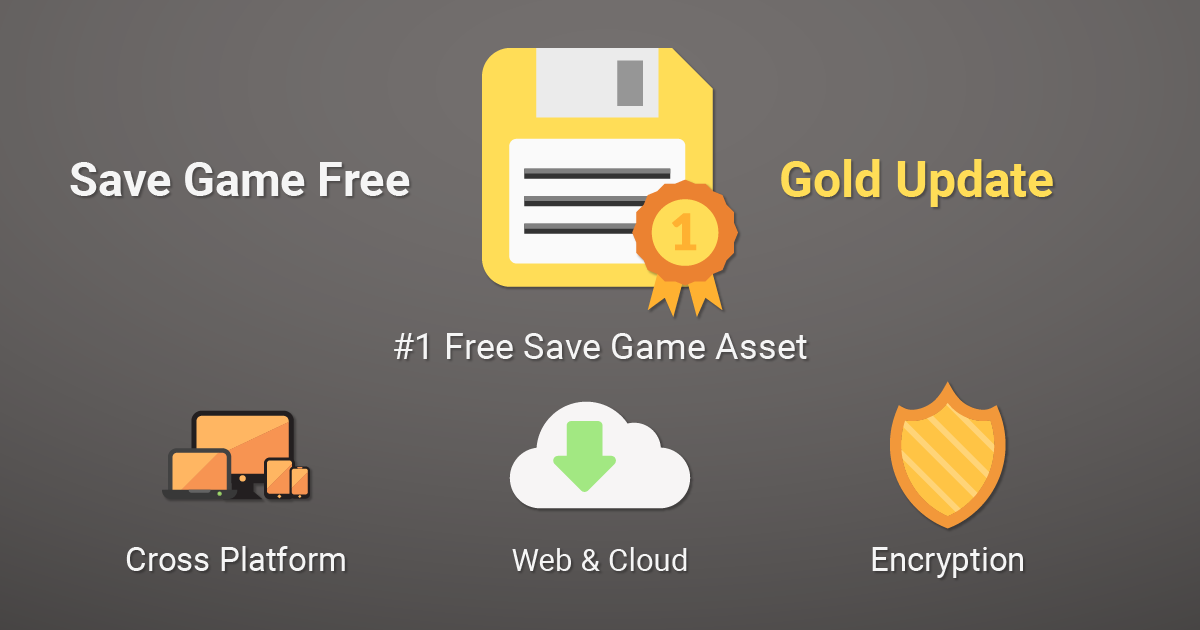 Save Game Free
Gold Update
1
#1 Free Save Game Asset
Cross Platform
Web & Cloud
Encryption